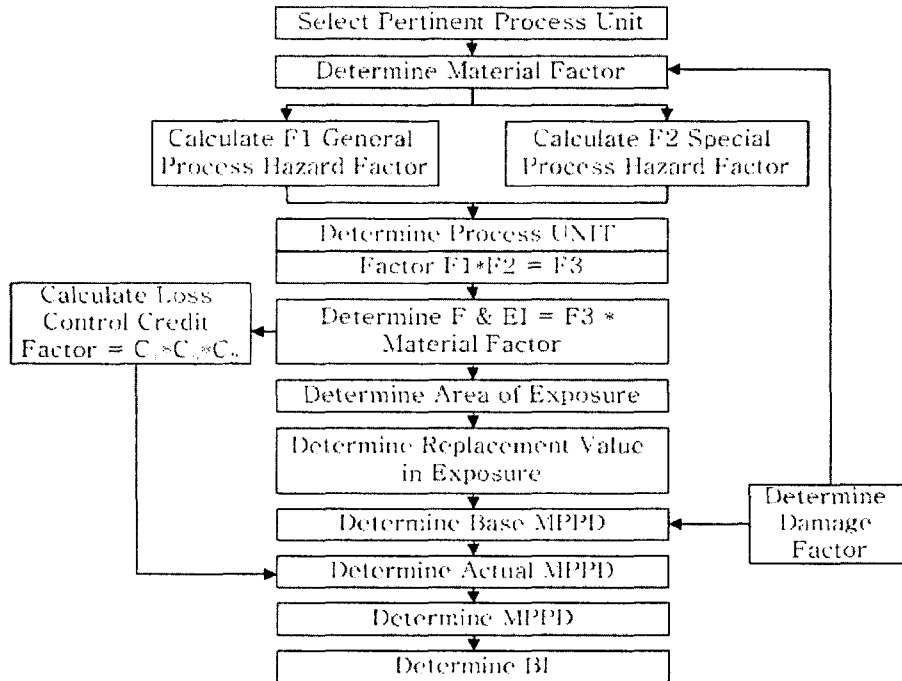 Select Pertinent Process Unit
Determine Material Factor
Calculate F1 General
Process Hazard Factor
Calculate F2 Special
Process Hazard Factor
Determine Process UNIT
Factor F1*F2 = F3
Calculate Loss
Control Credit
Factor = C₁*C *C
Determine F & EI = F3 *
Material Factor
Determine Area of Exposure
Determine Replacement Value
in Exposure
Determine Base MPPD
Determine
Damage
Factor
Determine Actual MPPD
Determine MPPD
Determine BI